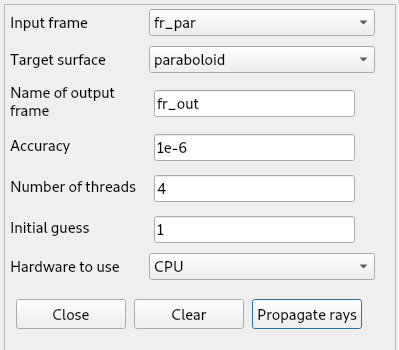 Input frame fr_par
Target surface paraboloid
Name of output
frame fr_out
Accuracy 1e-6
Number of threads 4
Initial guess 1
Hardware to use CPU
Close Clear Propagate rays